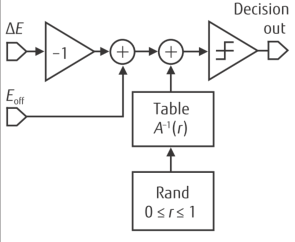 Decision
out
ΔE
−1
+
+
E_off
Table
A⁻¹(r)
Rand
0 ≤ r ≤ 1